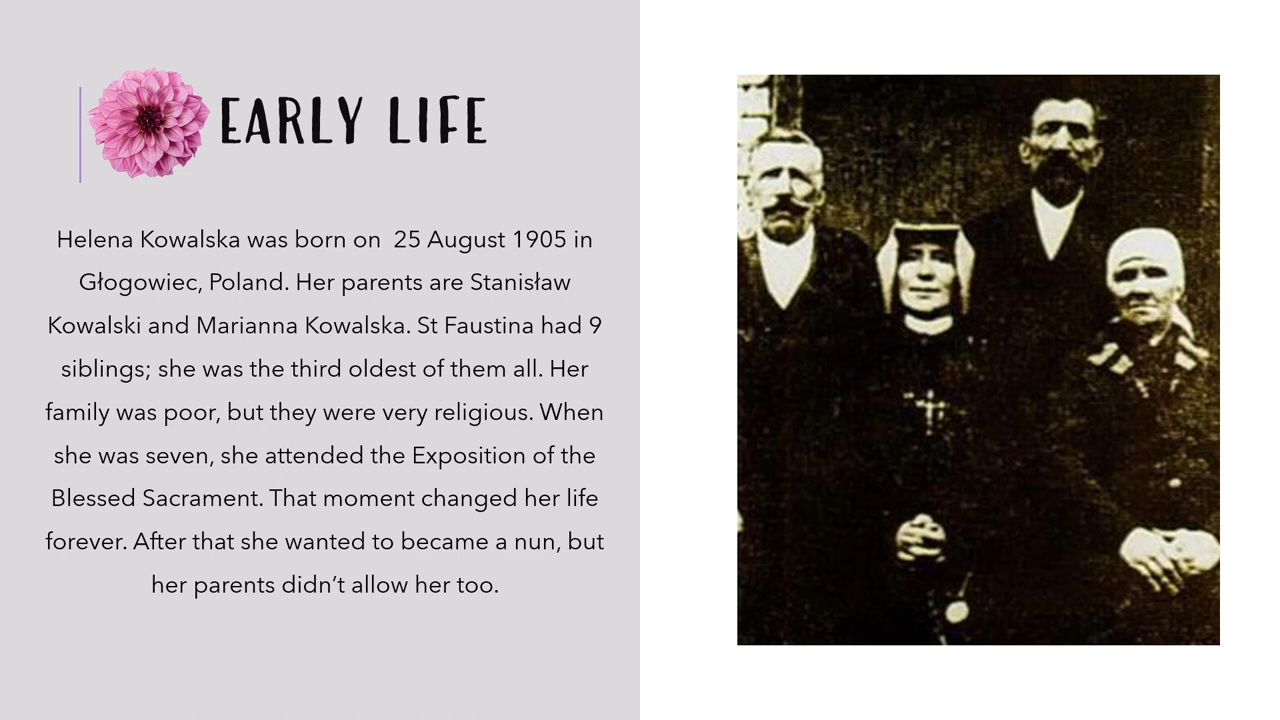 EARLY LIFE
Helena Kowalska was born on  25 August 1905 in
Głogowiec, Poland. Her parents are Stanisław
Kowalski and Marianna Kowalska. St Faustina had 9
siblings; she was the third oldest of them all. Her
family was poor, but they were very religious. When
she was seven, she attended the Exposition of the
Blessed Sacrament. That moment changed her life
forever. After that she wanted to became a nun, but
her parents didn’t allow her too.